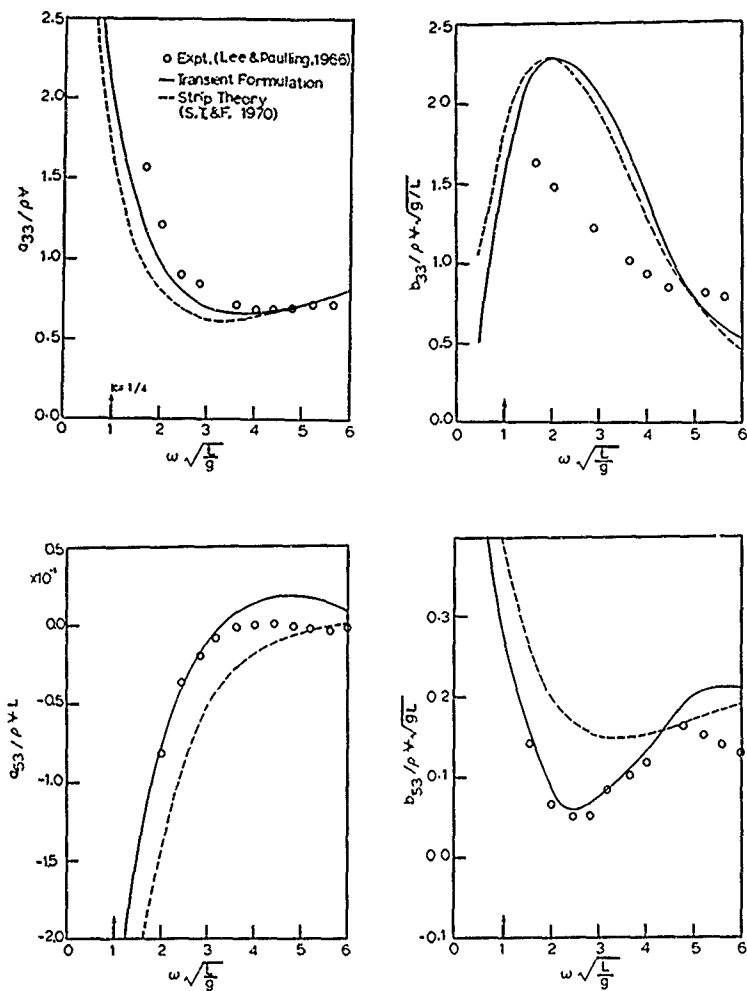 2.5
2.0
1.5
1.0
0.5
0.0
a33/ρ∀
o Expt. (Lee & Paulling, 1966)
— Transient Formulation
--- Strip Theory
(S.T.&F. 1970)
τ=1/4
0 1 2 3 4 5 6
ω √L/g
2.5
2.0
1.5
1.0
0.5
0.0
b33/ρ∀√g/L
0 1 2 3 4 5 6
ω √L/g
0.5
0.0
-0.5
-1.0
-1.5
-2.0
a53/ρ∀L
0 1 2 3 4 5 6
ω √L/g
0.3
0.2
0.1
0.0
-0.1
b53/ρ∀√gL
0 1 2 3 4 5 6
ω √L/g